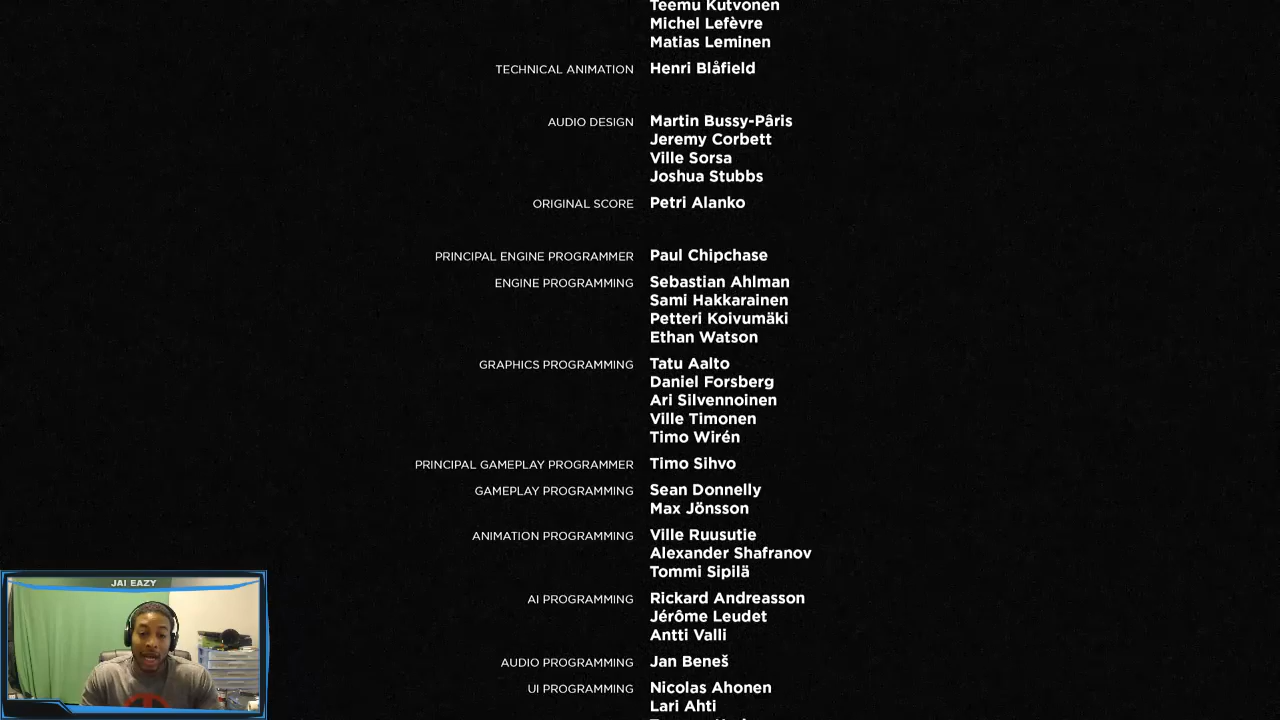 Teemu Kutvonen
Michel Lefèvre
Matias Leminen
TECHNICAL ANIMATION Henri Blåfield
AUDIO DESIGN Martin Bussy-Pâris
Jeremy Corbett
Ville Sorsa
Joshua Stubbs
ORIGINAL SCORE Petri Alanko
PRINCIPAL ENGINE PROGRAMMER Paul Chipchase
ENGINE PROGRAMMING Sebastian Ahlman
Sami Hakkarainen
Petteri Koivumäki
Ethan Watson
GRAPHICS PROGRAMMING Tatu Aalto
Daniel Forsberg
Ari Silvennoinen
Ville Timonen
Timo Wirén
PRINCIPAL GAMEPLAY PROGRAMMER Timo Sihvo
GAMEPLAY PROGRAMMING Sean Donnelly
Max Jönsson
ANIMATION PROGRAMMING Ville Ruusutie
Alexander Shafranov
Tommi Sipilä
AI PROGRAMMING Rickard Andreasson
Jérôme Leudet
Antti Valli
AUDIO PROGRAMMING Jan Beneš
UI PROGRAMMING Nicolas Ahonen
Lari Ahti
JAI EAZY